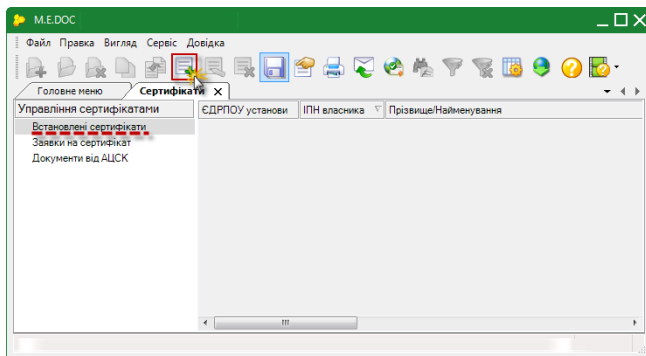 M.E.DOC
Файл Правка Вигляд Сервіс Довідка
Головне меню Сертифікати X
Управління сертифікатами ЄДРПОУ установи ІПН власника Прізвище/Найменування
Встановлені сертифікати
Заявки на сертифікат
Документи від АЦСК